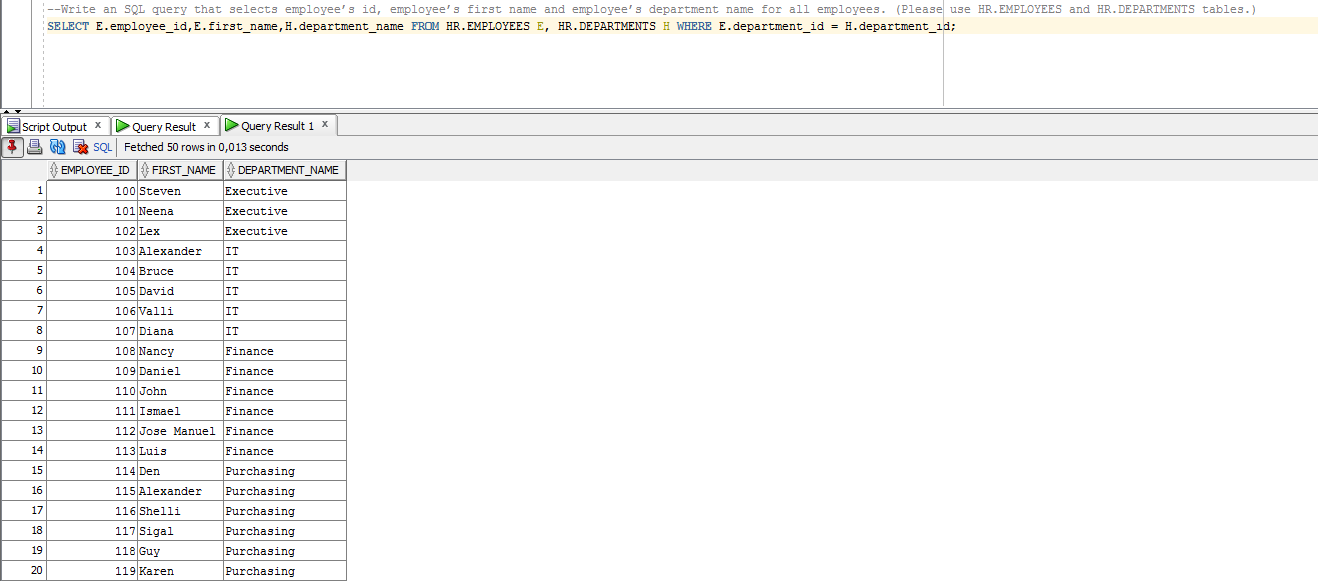 --Write an SQL query that selects employee’s id, employee’s first name and employee’s department name for all employees. (Please use HR.EMPLOYEES and HR.DEPARTMENTS tables.)
SELECT E.employee_id,E.first_name,H.department_name FROM HR.EMPLOYEES E, HR.DEPARTMENTS H WHERE E.department_id = H.department_id;
Script Output x Query Result x Query Result 1 x
SQL Fetched 50 rows in 0,013 seconds
EMPLOYEE_ID FIRST_NAME DEPARTMENT_NAME
1 100 Steven Executive
2 101 Neena Executive
3 102 Lex Executive
4 103 Alexander IT
5 104 Bruce IT
6 105 David IT
7 106 Valli IT
8 107 Diana IT
9 108 Nancy Finance
10 109 Daniel Finance
11 110 John Finance
12 111 Ismael Finance
13 112 Jose Manuel Finance
14 113 Luis Finance
15 114 Den Purchasing
16 115 Alexander Purchasing
17 116 Shelli Purchasing
18 117 Sigal Purchasing
19 118 Guy Purchasing
20 119 Karen Purchasing